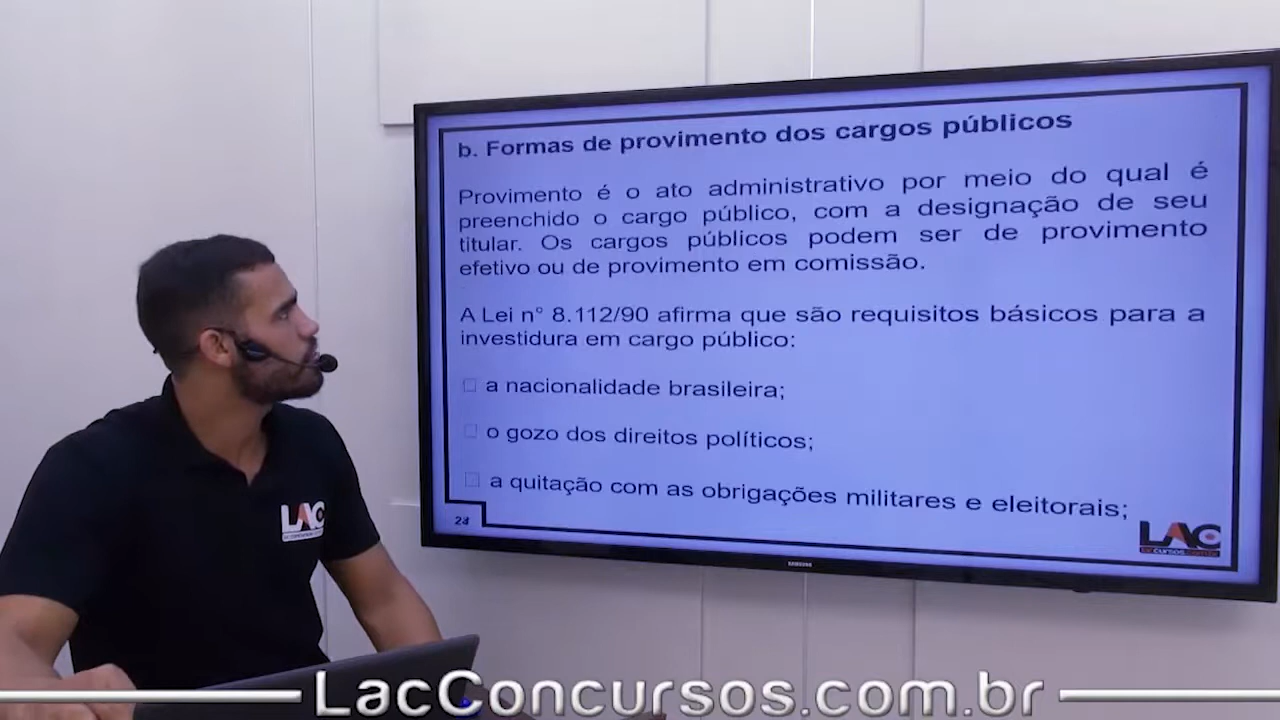 b. Formas de provimento dos cargos públicos
Provimento é o ato administrativo por meio do qual é
preenchido o cargo público, com a designação de seu
titular. Os cargos públicos podem ser de provimento
efetivo ou de provimento em comissão.
A Lei n° 8.112/90 afirma que são requisitos básicos para a
investidura em cargo público:
a nacionalidade brasileira;
o gozo dos direitos políticos;
a quitação com as obrigações militares e eleitorais;
24
LAC
LAC
SAMSUNG
LacConcursos.com.br